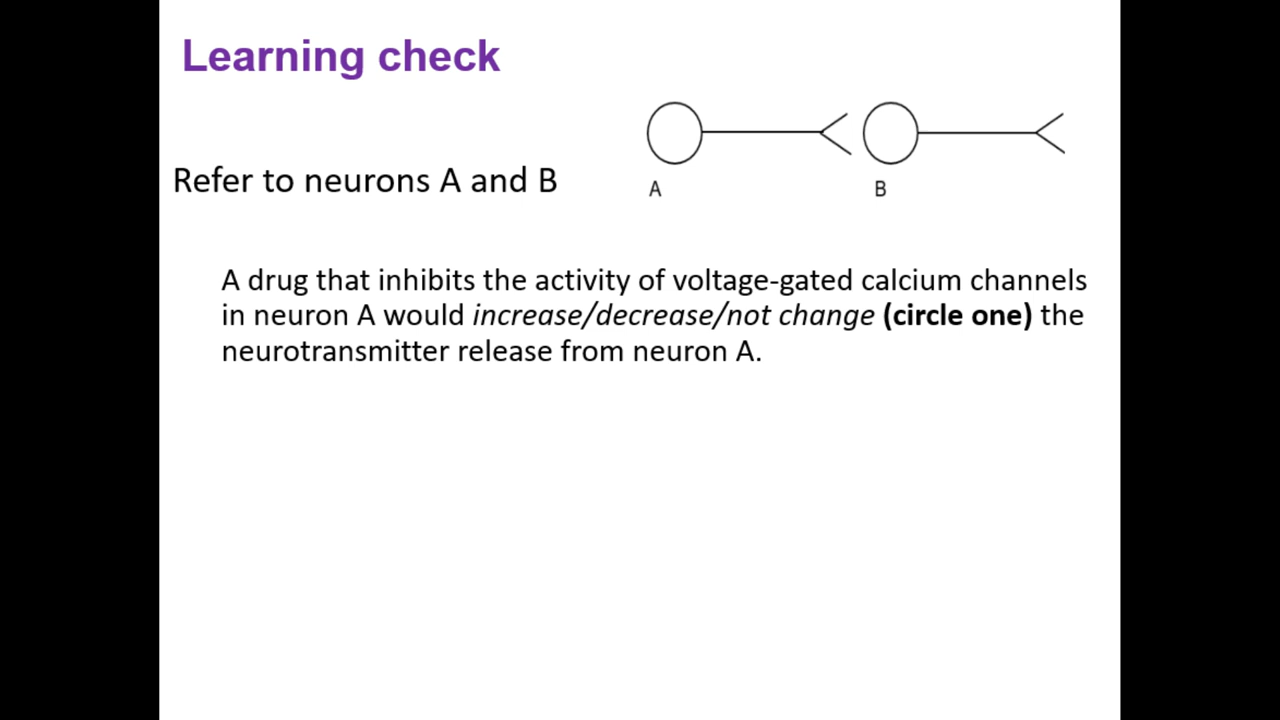 Learning check
A
B
Refer to neurons A and B
A drug that inhibits the activity of voltage-gated calcium channels
in neuron A would increase/decrease/not change (circle one) the
neurotransmitter release from neuron A.